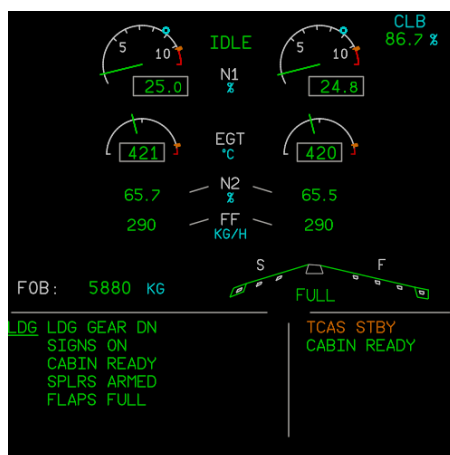 CLB
86.7 %
5 10 IDLE 5 10
25.0 N1 24.8
%
421 EGT 420
°C
65.7 N2 65.5
%
290 FF 290
KG/H
S F
FOB: 5880 KG
FULL
LDG LDG GEAR DN TCAS STBY
SIGNS ON CABIN READY
CABIN READY
SPLRS ARMED
FLAPS FULL